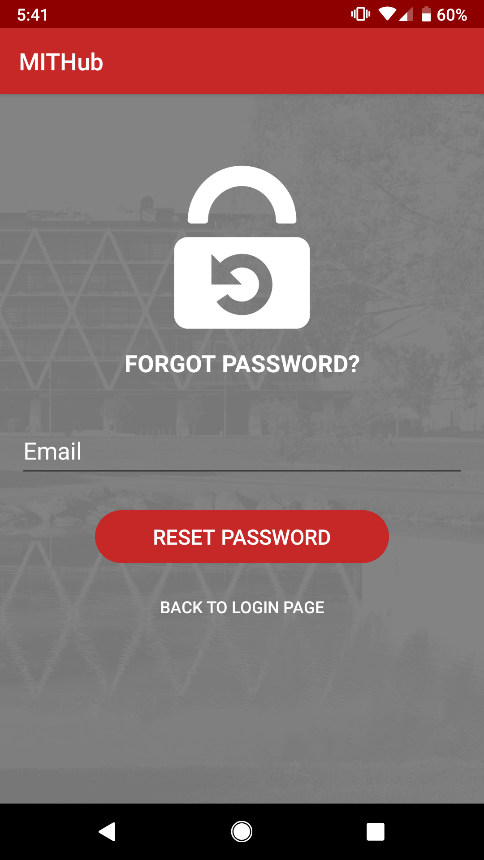 5:41
60%
MITHub
FORGOT PASSWORD?
Email
RESET PASSWORD
BACK TO LOGIN PAGE